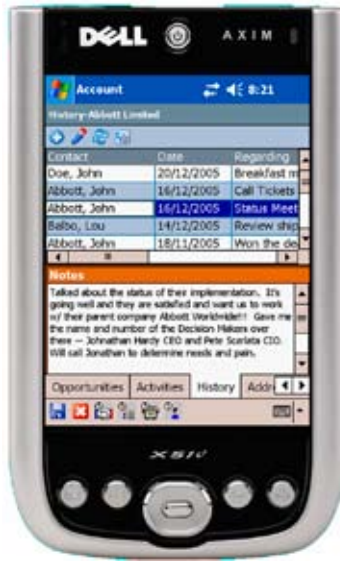 DELL AXIM
Account 8:21
History-Abbott Limited
Contact Date Regarding
Doe, John 20/12/2005 Breakfast m
Abbott, John 16/12/2005 Call Tickets
Abbott, John 16/12/2005 Status Meet
Balbo, Lou 14/12/2005 Review ship
Abbott, John 18/11/2005 Won the de
Notes
Talked about the status of their implementation. It's
going well and they are satisfied and want us to work
w/ their parent company Abbott Worldwide!!! Gave me
the name and number of the Decision Makers over
there -- Johnathan Hardy CEO and Pete Scarlata CIO.
Will call Jonathan to determine needs and pain.
Opportunities Activities History Addr
X51v